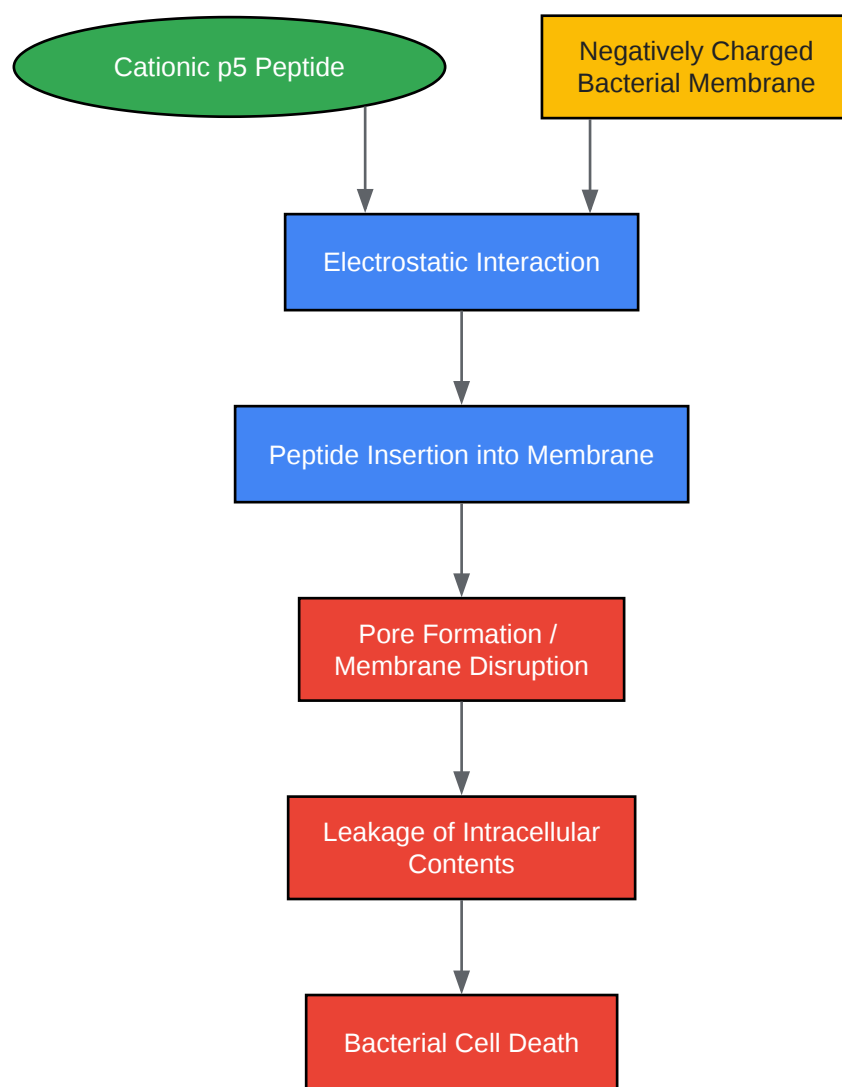 Cationic p5 Peptide
Negatively Charged
Bacterial Membrane
Electrostatic Interaction
Peptide Insertion into Membrane
Pore Formation /
Membrane Disruption
Leakage of Intracellular
Contents
Bacterial Cell Death